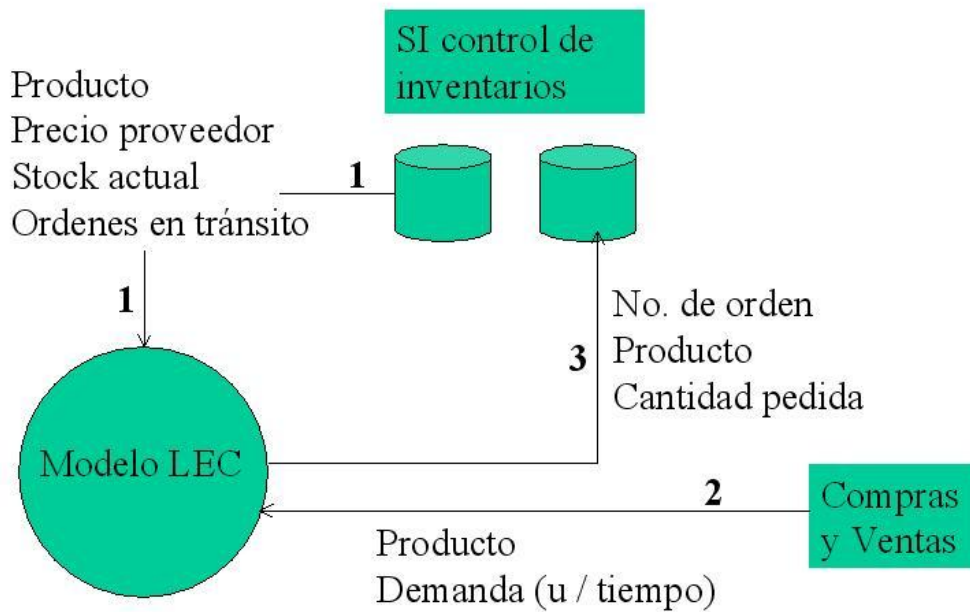 SI control de
inventarios
Producto
Precio proveedor
Stock actual
Ordenes en tránsito
1
1
Modelo LEC
3
No. de orden
Producto
Cantidad pedida
2
Compras
y Ventas
Producto
Demanda (u / tiempo)